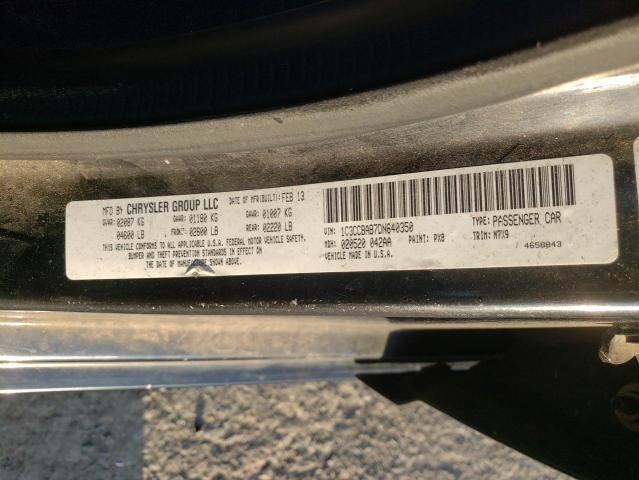 MFD BY CHRYSLER GROUP LLC DATE OF MFR(BUILT): FEB 13
GVWR: 02087 KG GAWR: 01180 KG GAWR: 01007 KG
04600 LB FRONT: 02600 LB REAR: 02220 LB
THIS VEHICLE CONFORMS TO ALL U.S.A. FEDERAL MOTOR VEHICLE SAFETY,
BUMPER AND THEFT PREVENTION STANDARDS IN EFFECT ON
THE DATE OF MANUFACTURE SHOWN ABOVE.
VIN: 1C3CCBAB7DN640350 TYPE: PASSENGER CAR
MDH: 020520 042AA PAINT: PX8 TRIM: M7X9
VEHICLE MADE IN U.S.A. 4658843